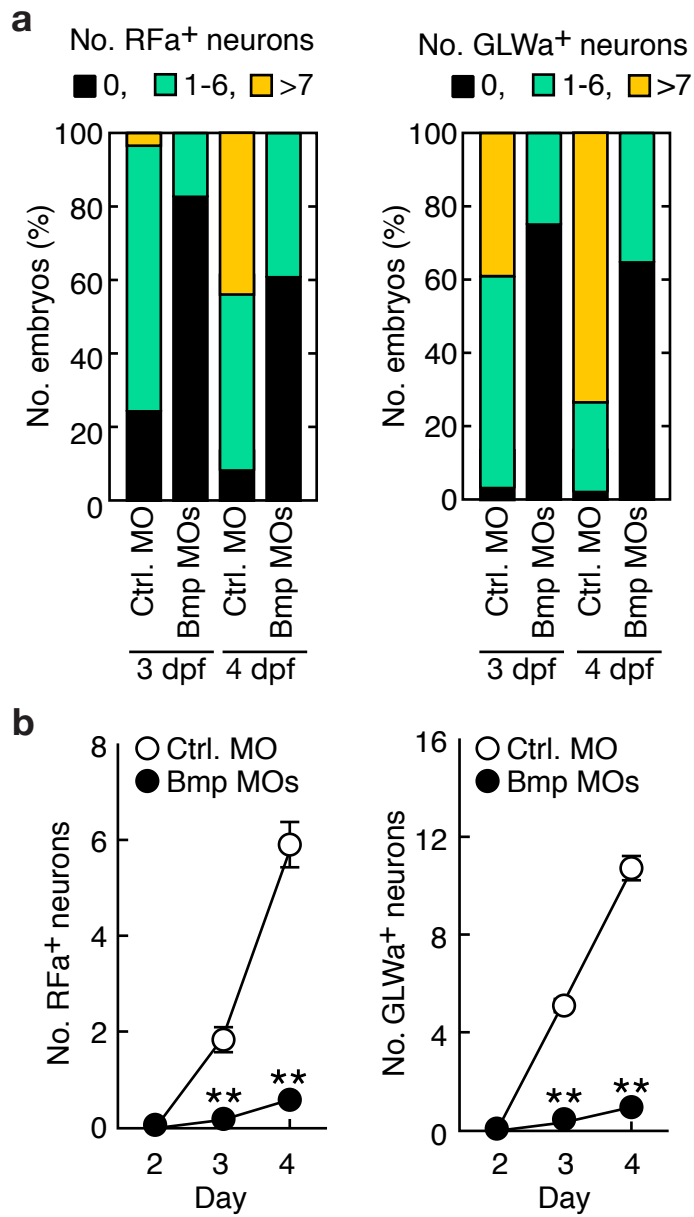 a
No. RFa+ neurons
0, 1-6, >7
No. embryos (%)
100
80
60
40
20
0
Ctrl. MO
Bmp MOs
Ctrl. MO
Bmp MOs
3 dpf 4 dpf
No. GLWa+ neurons
0, 1-6, >7
No. embryos (%)
100
80
60
40
20
0
Ctrl. MO
Bmp MOs
Ctrl. MO
Bmp MOs
3 dpf 4 dpf
b
Ctrl. MO
Bmp MOs
No. RFa+ neurons
8
6
4
2
0
**
**
2 3 4
Day
Ctrl. MO
Bmp MOs
No. GLWa+ neurons
16
12
8
4
0
**
**
2 3 4
Day